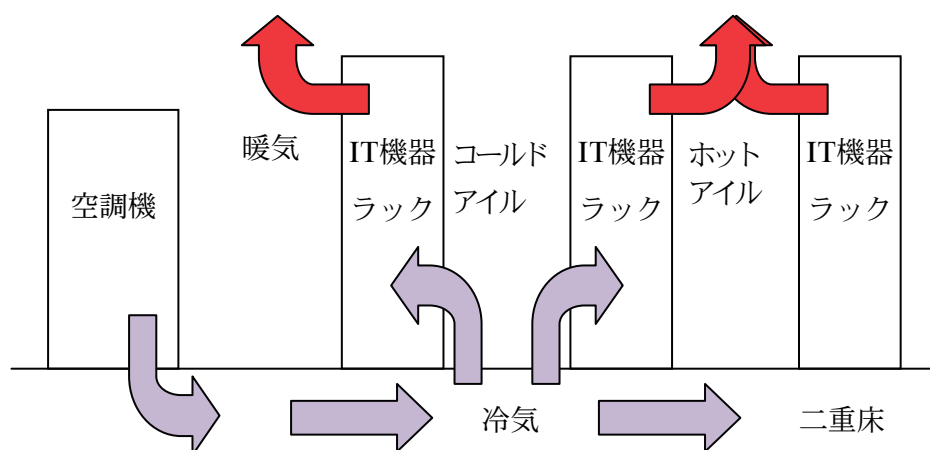 暖気
IT機器
ラック
コールド
アイル
IT機器
ラック
ホット
アイル
IT機器
ラック
空調機
冷気
二重床